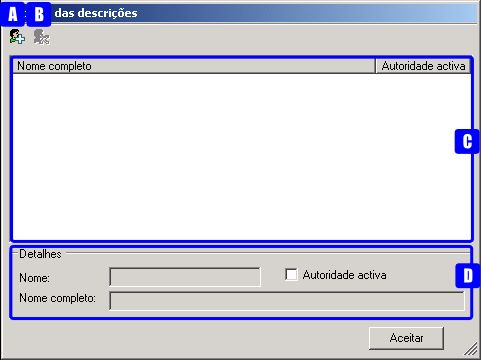 A B das descrições
Nome completo Autoridade activa
C
Detalhes
D
Nome: Autoridade activa
Nome completo:
Aceitar